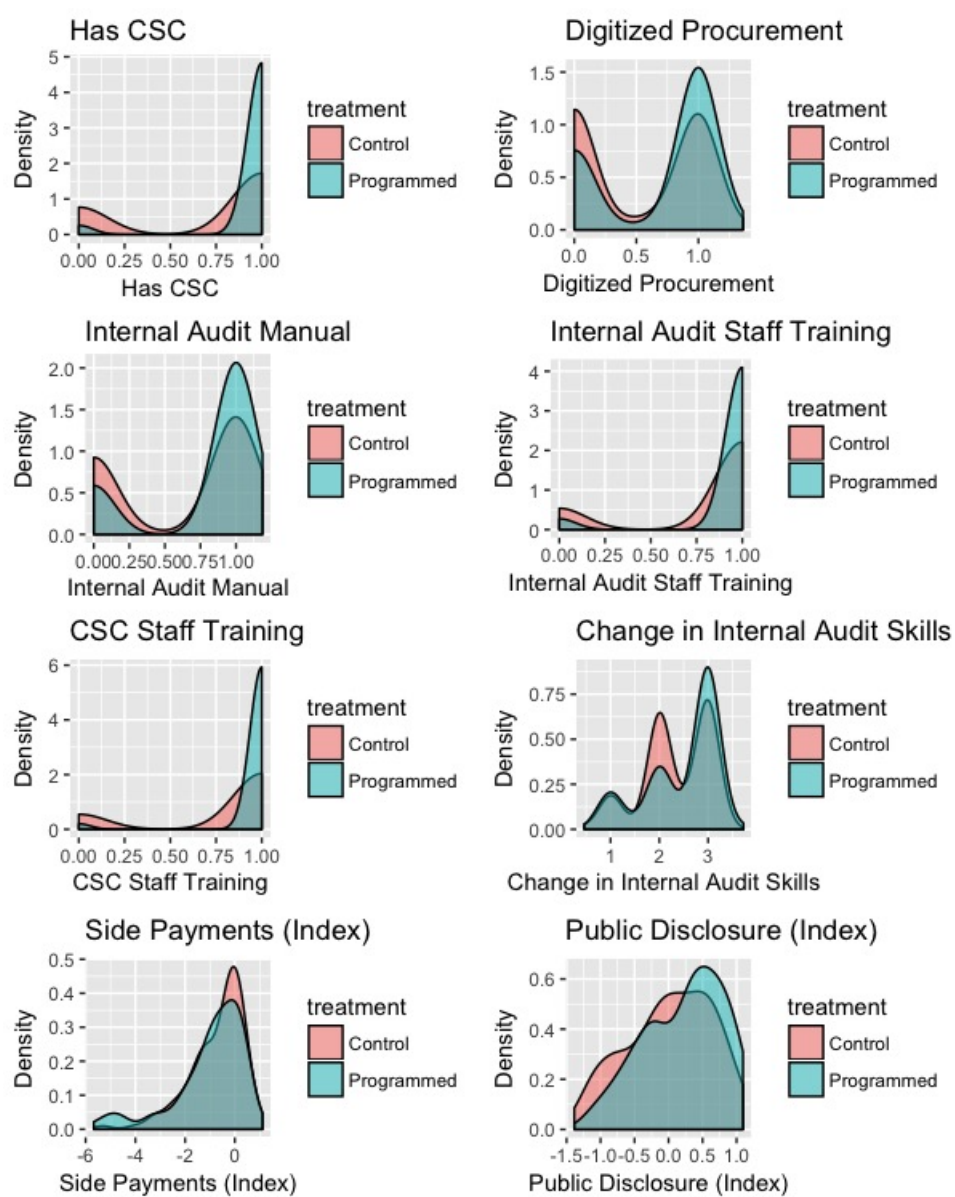 Has CSC
Density
5
4
3
2
1
0
0.00 0.25 0.50 0.75 1.00
Has CSC
treatment
Control
Programmed
Digitized Procurement
Density
1.5
1.0
0.5
0.0
0.0 0.5 1.0
Digitized Procurement
treatment
Control
Programmed
Internal Audit Manual
Density
2.0
1.5
1.0
0.5
0.0
0.00 0.25 0.50 0.75 1.00
Internal Audit Manual
treatment
Control
Programmed
Internal Audit Staff Training
Density
4
3
2
1
0
0.00 0.25 0.50 0.75 1.00
Internal Audit Staff Training
treatment
Control
Programmed
CSC Staff Training
Density
6
4
2
0
0.00 0.25 0.50 0.75 1.00
CSC Staff Training
treatment
Control
Programmed
Change in Internal Audit Skills
Density
0.75
0.50
0.25
0.00
1 2 3
Change in Internal Audit Skills
treatment
Control
Programmed
Side Payments (Index)
Density
0.5
0.4
0.3
0.2
0.1
0.0
-6 -4 -2 0
Side Payments (Index)
treatment
Control
Programmed
Public Disclosure (Index)
Density
0.6
0.4
0.2
0.0
-1.5 -1.0 -0.5 0.0 0.5 1.0
Public Disclosure (Index)
treatment
Control
Programmed